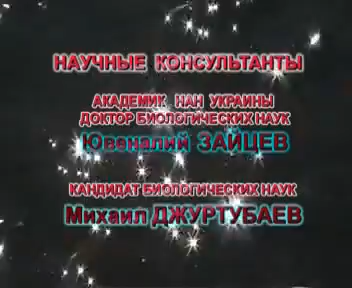 НАУЧНЫЕ КОНСУЛЬТАНТЫ
АКАДЕМИК НАН УКРАИНЫ
ДОКТОР БИОЛОГИЧЕСКИХ НАУК
Ювеналий ЗАЙЦЕВ
КАНДИДАТ БИОЛОГИЧЕСКИХ НАУК
Михаил ДЖУРТУБАЕВ